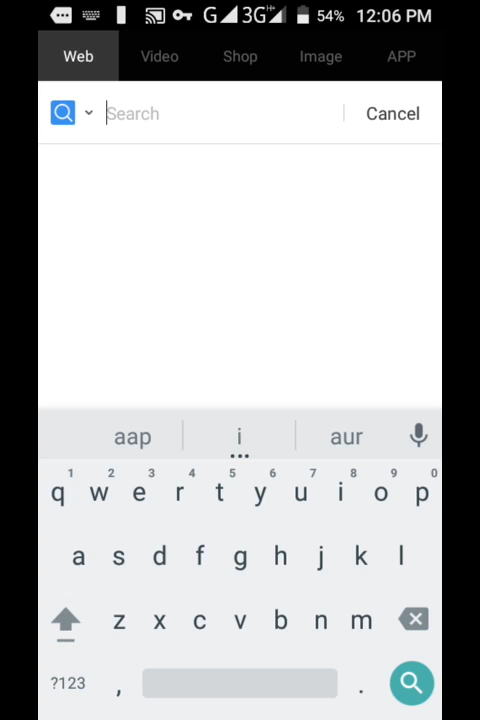 G 3G H+ 54% 12:06 PM
Web Video Shop Image APP
Search Cancel
aap i aur
1 2 3 4 5 6 7 8 9 0
q w e r t y u i o p
a s d f g h j k l
z x c v b n m
?123 , .